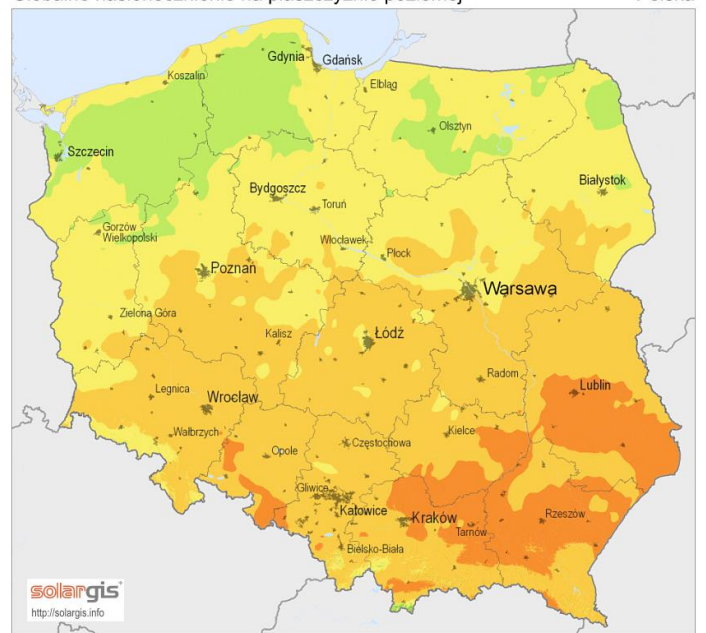 Koszalin
Gdynia
Gdańsk
Elbląg
Olsztyn
Szczecin
Białystok
Bydgoszcz
Toruń
Gorzów
Wielkopolski
Włocławek
Płock
Poznań
Warsawa
Zielona Góra
Kalisz
Łódź
Radom
Legnica
Wrocław
Lublin
Wałbrzych
Opole
Częstochowa
Kielce
Gliwice
Katowice
Kraków
Tarnów
Rzeszów
Bielsko-Biała
solargis
http://solargis.info